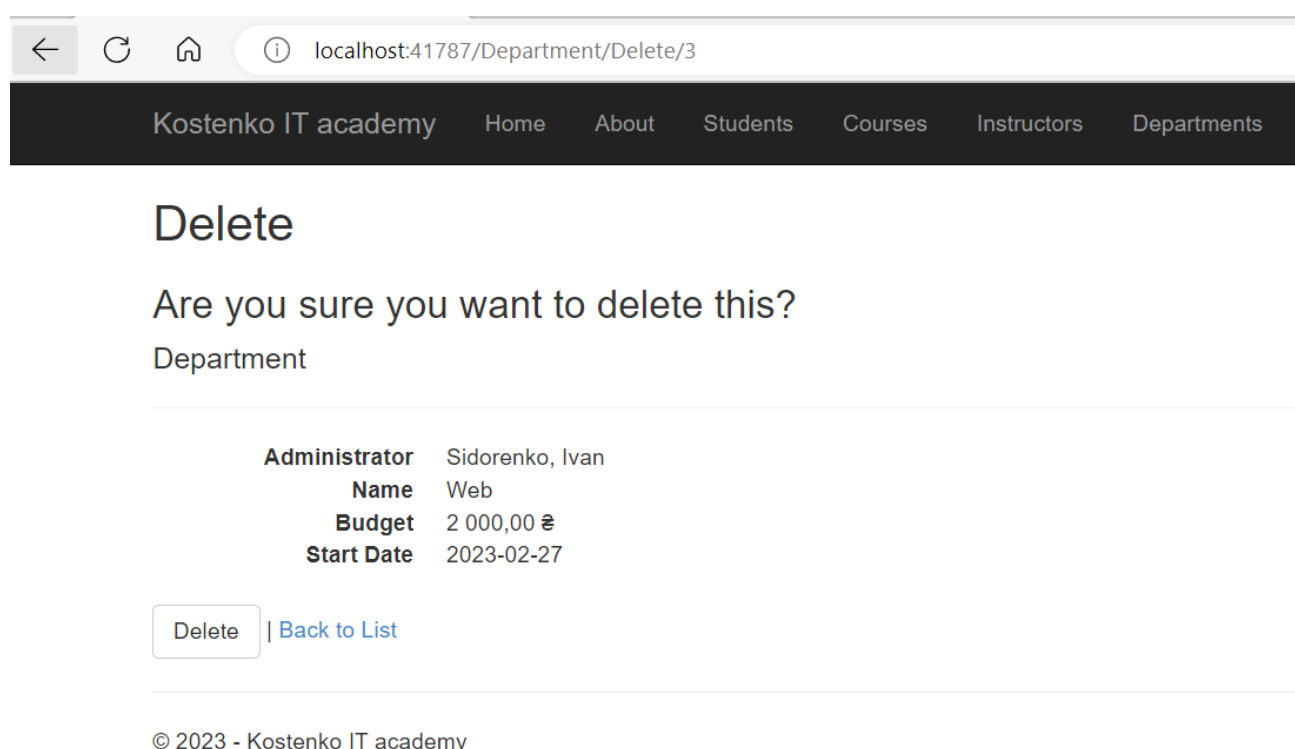 localhost:41787/Department/Delete/3
Kostenko IT academy Home About Students Courses Instructors Departments
Delete
Are you sure you want to delete this?
Department
Administrator Sidorenko, Ivan
Name Web
Budget 2 000,00 ₴
Start Date 2023-02-27
Delete | Back to List
© 2023 - Kostenko IT academy